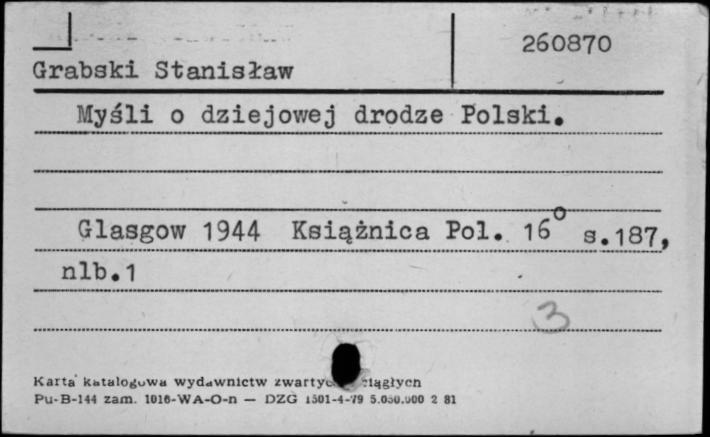 260870
Grabski Stanisław
Myśli o dziejowej drodze Polski.
Glasgow 1944 Książnica Pol. 16° s.187,
nlb.1
3
Karta katalogowa wydawnictw zwartych ciągłych
Pu-B-144 zam. 1016-WA-O-n — DZG 1501-4-79 5.050.000 2 81